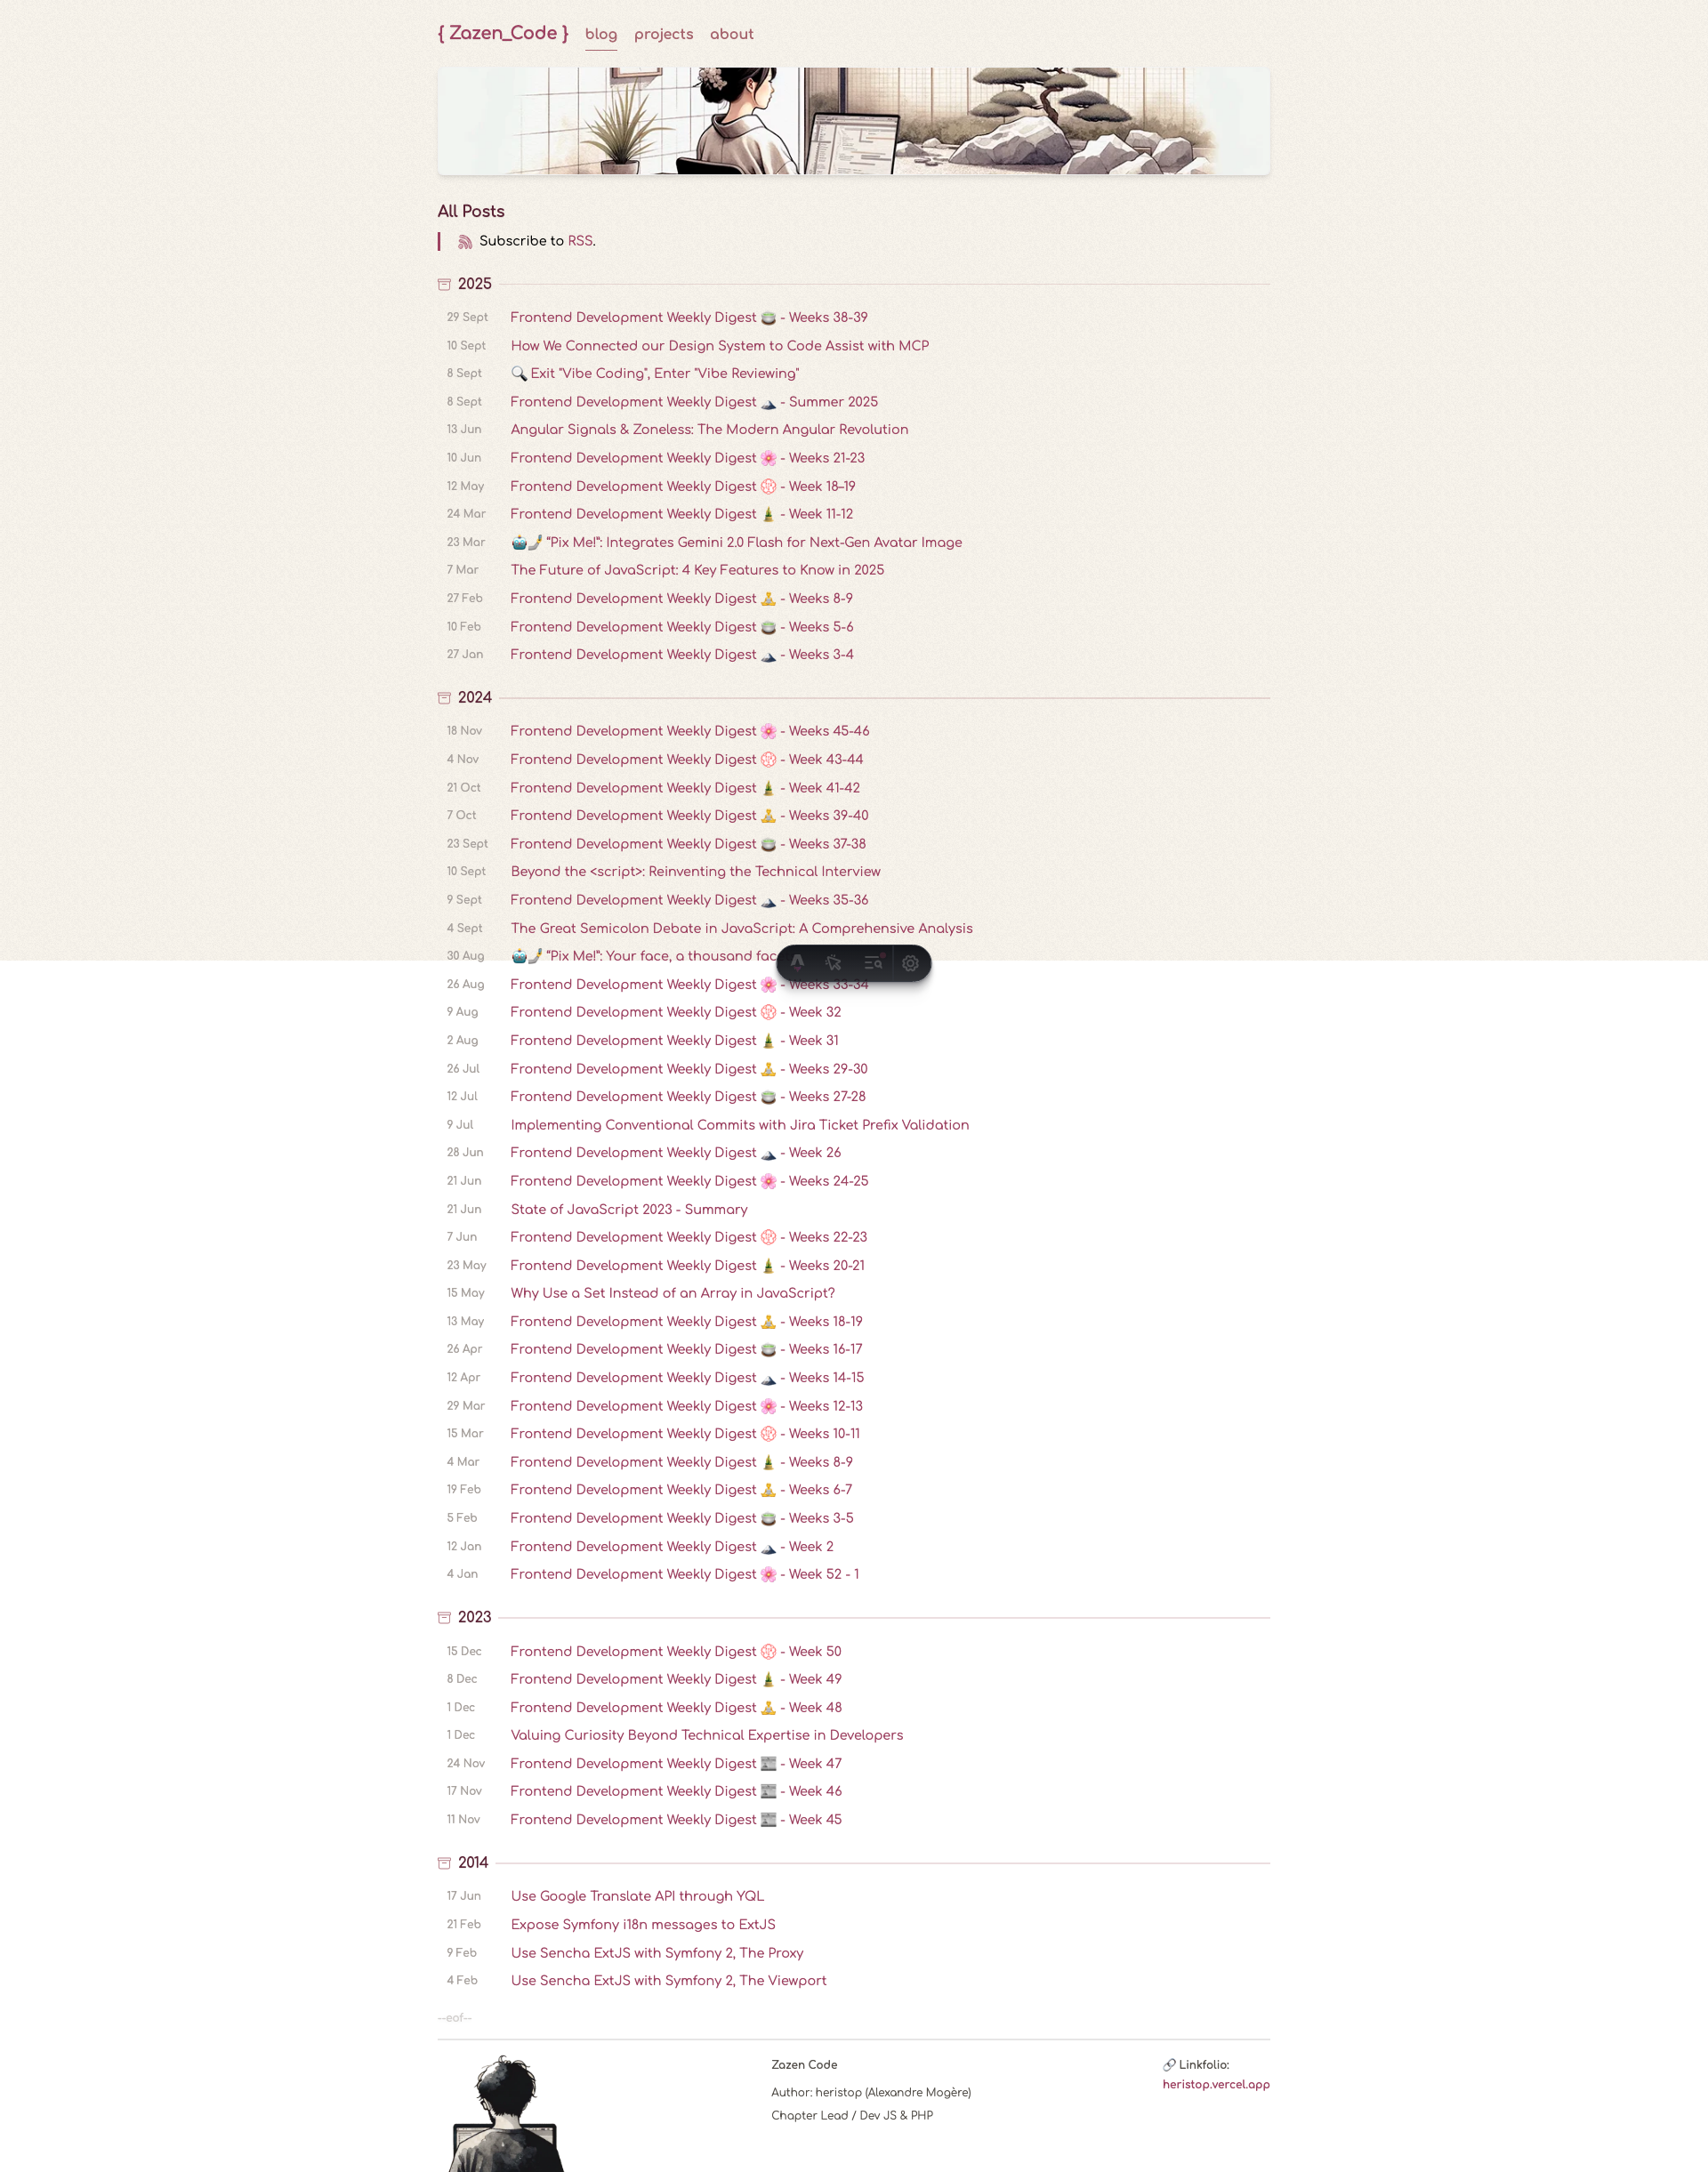 { Zazen_Code } blog projects about
All Posts
Subscribe to RSS.
2025
29 Sept Frontend Development Weekly Digest 🍵 - Weeks 38-39
10 Sept How We Connected our Design System to Code Assist with MCP
8 Sept 🔍 Exit "Vibe Coding", Enter "Vibe Reviewing"
8 Sept Frontend Development Weekly Digest 🗻 - Summer 2025
13 Jun Angular Signals & Zoneless: The Modern Angular Revolution
10 Jun Frontend Development Weekly Digest 🌸 - Weeks 21-23
12 May Frontend Development Weekly Digest 💮 - Week 18–19
24 Mar Frontend Development Weekly Digest 🎍 - Week 11-12
23 Mar 🤖🤳 “Pix Me!”: Integrates Gemini 2.0 Flash for Next-Gen Avatar Image
7 Mar The Future of JavaScript: 4 Key Features to Know in 2025
27 Feb Frontend Development Weekly Digest 🧘 - Weeks 8-9
10 Feb Frontend Development Weekly Digest 🍵 - Weeks 5-6
27 Jan Frontend Development Weekly Digest 🗻 - Weeks 3-4
2024
18 Nov Frontend Development Weekly Digest 🌸 - Weeks 45-46
4 Nov Frontend Development Weekly Digest 💮 - Week 43-44
21 Oct Frontend Development Weekly Digest 🎍 - Week 41-42
7 Oct Frontend Development Weekly Digest 🧘 - Weeks 39-40
23 Sept Frontend Development Weekly Digest 🍵 - Weeks 37-38
10 Sept Beyond the <script>: Reinventing the Technical Interview
9 Sept Frontend Development Weekly Digest 🗻 - Weeks 35-36
4 Sept The Great Semicolon Debate in JavaScript: A Comprehensive Analysis
30 Aug 🤖🤳 “Pix Me!”: Your face, a thousand
26 Aug Frontend Development Weekly Digest 🌸 - Weeks 33-34
9 Aug Frontend Development Weekly Digest 💮 - Week 32
2 Aug Frontend Development Weekly Digest 🎍 - Week 31
26 Jul Frontend Development Weekly Digest 🧘 - Weeks 29-30
12 Jul Frontend Development Weekly Digest 🍵 - Weeks 27-28
9 Jul Implementing Conventional Commits with Jira Ticket Prefix Validation
28 Jun Frontend Development Weekly Digest 🗻 - Week 26
21 Jun Frontend Development Weekly Digest 🌸 - Weeks 24-25
21 Jun State of JavaScript 2023 - Summary
7 Jun Frontend Development Weekly Digest 💮 - Weeks 22-23
23 May Frontend Development Weekly Digest 🎍 - Weeks 20-21
15 May Why Use a Set Instead of an Array in JavaScript?
13 May Frontend Development Weekly Digest 🧘 - Weeks 18-19
26 Apr Frontend Development Weekly Digest 🍵 - Weeks 16-17
12 Apr Frontend Development Weekly Digest 🗻 - Weeks 14-15
29 Mar Frontend Development Weekly Digest 🌸 - Weeks 12-13
15 Mar Frontend Development Weekly Digest 💮 - Weeks 10-11
4 Mar Frontend Development Weekly Digest 🎍 - Weeks 8-9
19 Feb Frontend Development Weekly Digest 🧘 - Weeks 6-7
5 Feb Frontend Development Weekly Digest 🍵 - Weeks 3-5
12 Jan Frontend Development Weekly Digest 🗻 - Week 2
4 Jan Frontend Development Weekly Digest 🌸 - Week 52 - 1
2023
15 Dec Frontend Development Weekly Digest 💮 - Week 50
8 Dec Frontend Development Weekly Digest 🎍 - Week 49
1 Dec Frontend Development Weekly Digest 🧘 - Week 48
1 Dec Valuing Curiosity Beyond Technical Expertise in Developers
24 Nov Frontend Development Weekly Digest 📰 - Week 47
17 Nov Frontend Development Weekly Digest 📰 - Week 46
11 Nov Frontend Development Weekly Digest 📰 - Week 45
2014
17 Jun Use Google Translate API through YQL
21 Feb Expose Symfony i18n messages to ExtJS
9 Feb Use Sencha ExtJS with Symfony 2, The Proxy
4 Feb Use Sencha ExtJS with Symfony 2, The Viewport
--eof--
Zazen Code
Author: heristop (Alexandre Mogère)
Chapter Lead / Dev JS & PHP
🔗 Linkfolio:
heristop.vercel.app